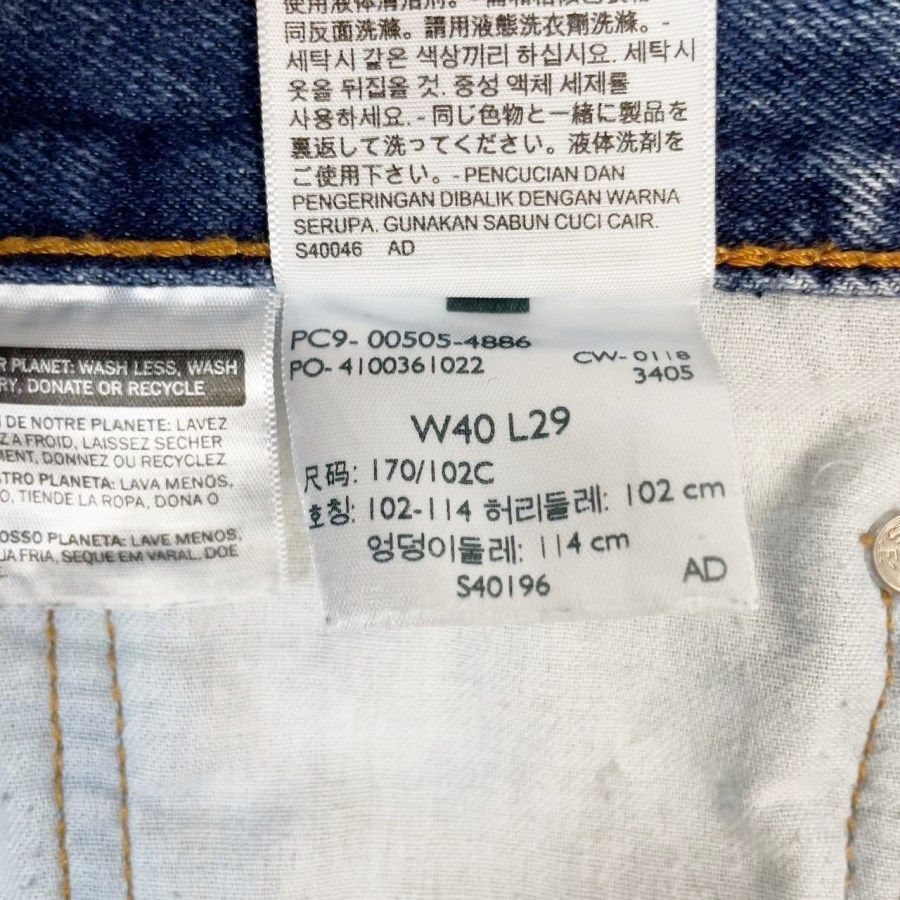 同反面洗滌。請用液態洗衣劑洗滌。-
세탁시 같은 색상끼리 하십시요. 세탁시
옷을 뒤집을 것. 중성 액체 세제를
사용하세요. - 同じ色物と一緒に製品を
裏返して洗ってください。液体洗剤を
ご使用下さい。- PENCUCIAN DAN
PENGERINGAN DIBALIK DENGAN WARNA
SERUPA. GUNAKAN SABUN CUCI CAIR.
S40046 AD
PLANET: WASH LESS, WASH
DONATE OR RECYCLE
DE NOTRE PLANETE: LAVEZ
A FROID, LAISSEZ SECHER
DONNEZ OU RECYCLEZ
PLANETA: LAVA MENOS,
TIENDE LA ROPA, DONA O
PLANETA: LAVE MENOS.
FRIA, SEQUE EM VARAL, DOE
PC9- 00505-4886
PO- 4100361022
CW- 0118
3405
W40 L29
尺码: 170/102C
호칭: 102-114 허리둘레: 102 cm
엉덩이둘레: 114 cm
S40196
AD